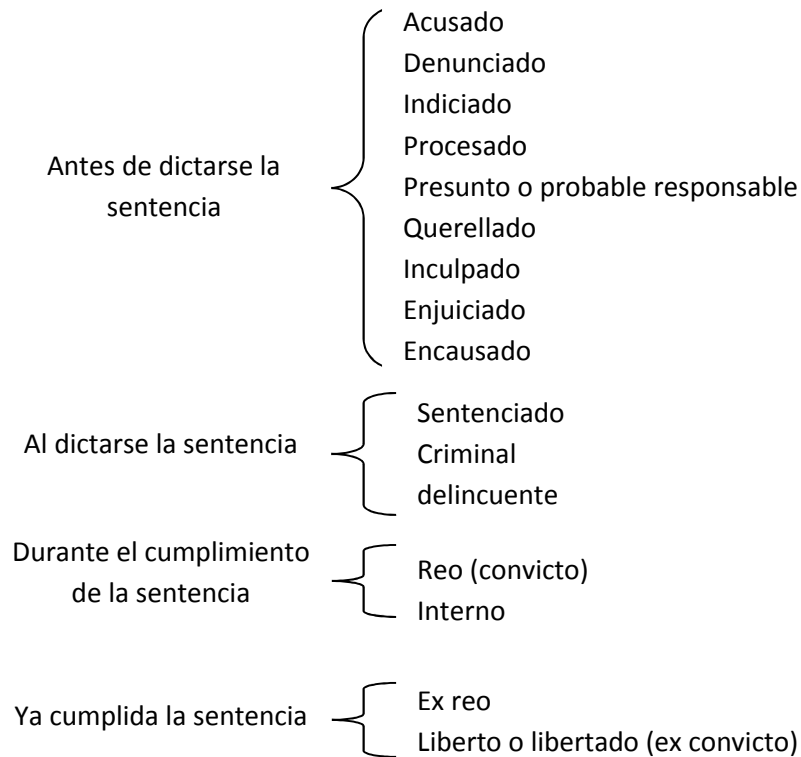 Antes de dictarse la
sentencia
Acusado
Denunciado
Indiciado
Procesado
Presunto o probable responsable
Querellado
Inculpado
Enjuiciado
Encausado
Al dictarse la sentencia
Sentenciado
Criminal
delincuente
Durante el cumplimiento
de la sentencia
Reo (convicto)
Interno
Ya cumplida la sentencia
Ex reo
Liberto o libertado (ex convicto)